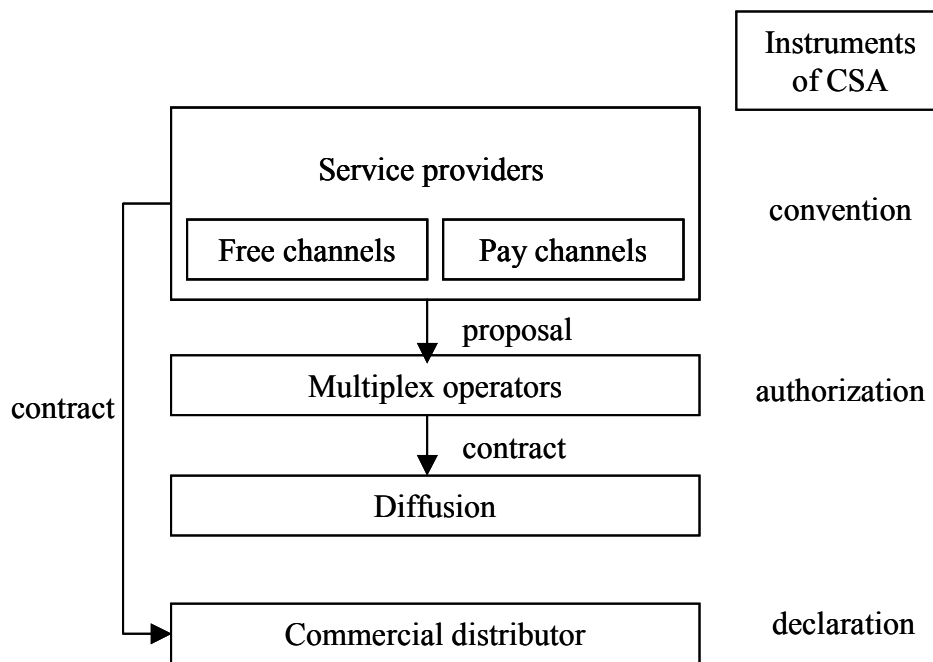 Instruments
of CSA
Service providers
convention
Free channels
Pay channels
proposal
Multiplex operators
authorization
contract
contract
Diffusion
Commercial distributor
declaration